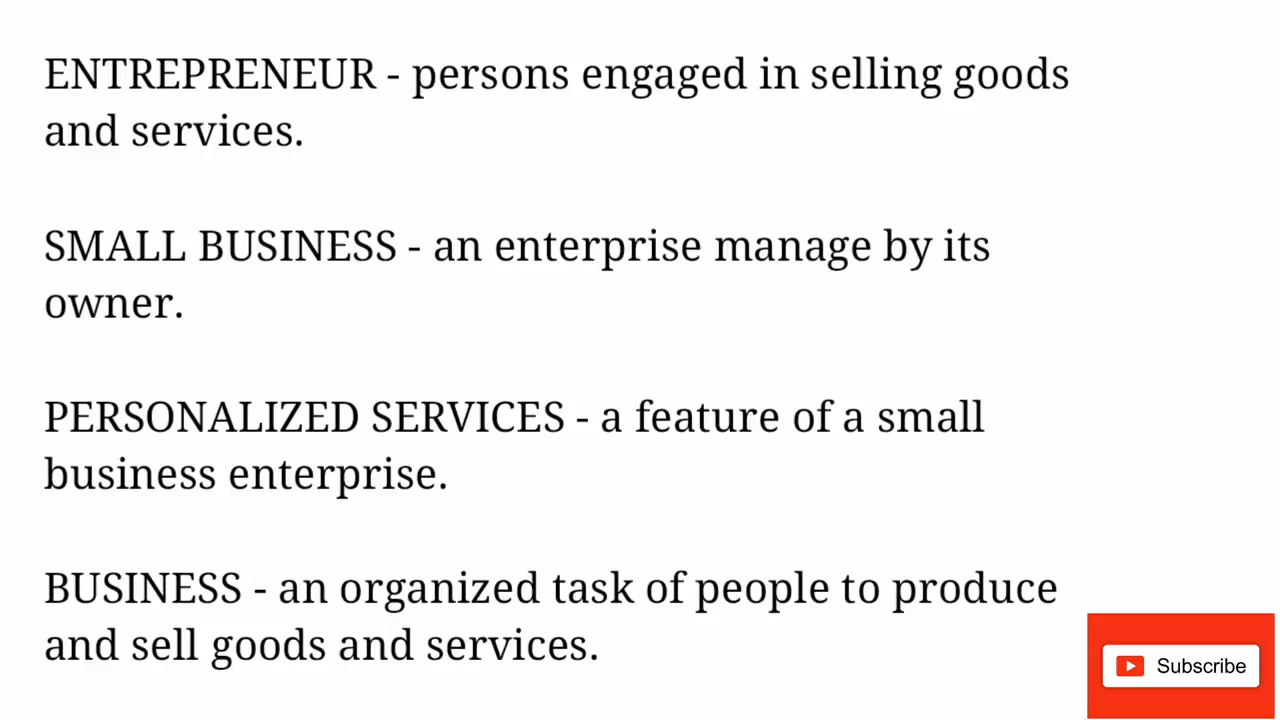 ENTREPRENEUR - persons engaged in selling goods
and services.
SMALL BUSINESS - an enterprise manage by its
owner.
PERSONALIZED SERVICES - a feature of a small
business enterprise.
BUSINESS - an organized task of people to produce
and sell goods and services.
Subscribe